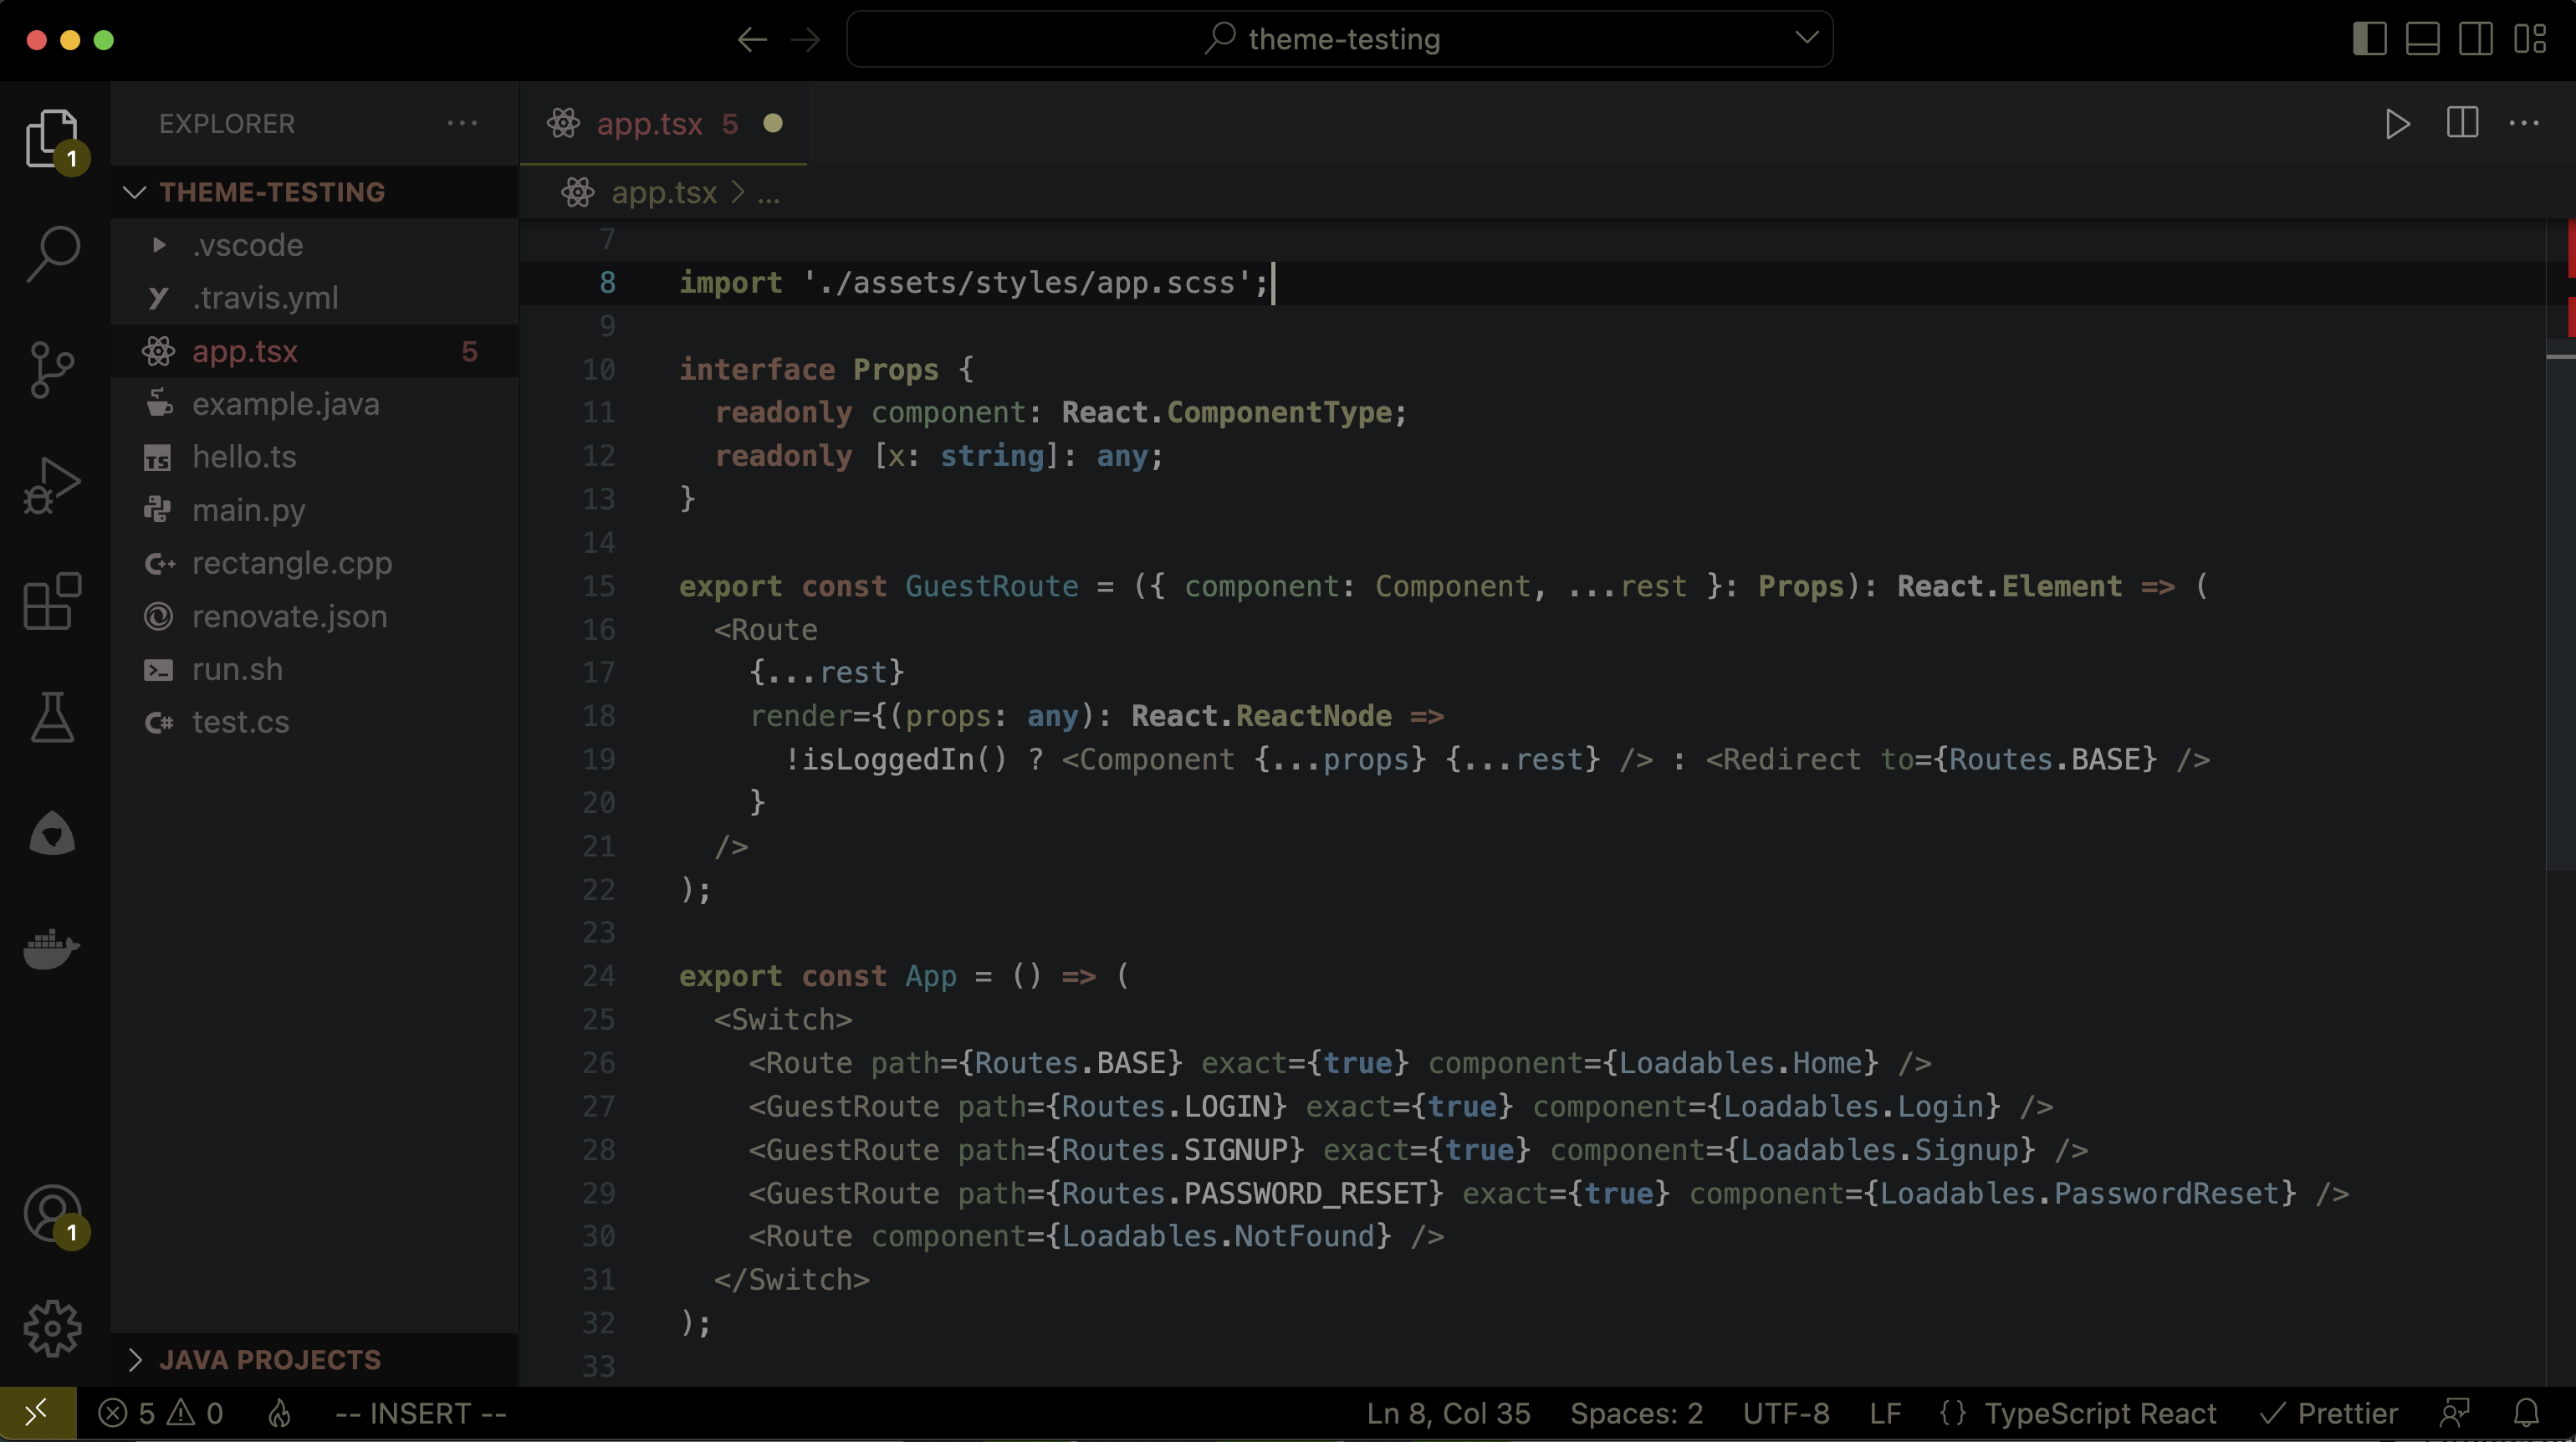 theme-testing
EXPLORER
app.tsx 5
THEME-TESTING
app.tsx > ...
.vscode
.travis.yml
app.tsx 5
example.java
hello.ts
main.py
rectangle.cpp
renovate.json
run.sh
test.cs
JAVA PROJECTS
1
1
7
8 import './assets/styles/app.scss';
9
10 interface Props {
11 readonly component: React.ComponentType;
12 readonly [x: string]: any;
13 }
14
15 export const GuestRoute = ({ component: Component, ...rest }: Props): React.Element => (
16 <Route
17 {...rest}
18 render={(props: any): React.ReactNode =>
19 !isLoggedIn() ? <Component {...props} {...rest} /> : <Redirect to={Routes.BASE} />
20 }
21 />
22 );
23
24 export const App = () => (
25 <Switch>
26 <Route path={Routes.BASE} exact={true} component={Loadables.Home} />
27 <GuestRoute path={Routes.LOGIN} exact={true} component={Loadables.Login} />
28 <GuestRoute path={Routes.SIGNUP} exact={true} component={Loadables.Signup} />
29 <GuestRoute path={Routes.PASSWORD_RESET} exact={true} component={Loadables.PasswordReset} />
30 <Route component={Loadables.NotFound} />
31 </Switch>
32 );
33
5 0 -- INSERT -- Ln 8, Col 35 Spaces: 2 UTF-8 LF {} TypeScript React Prettier